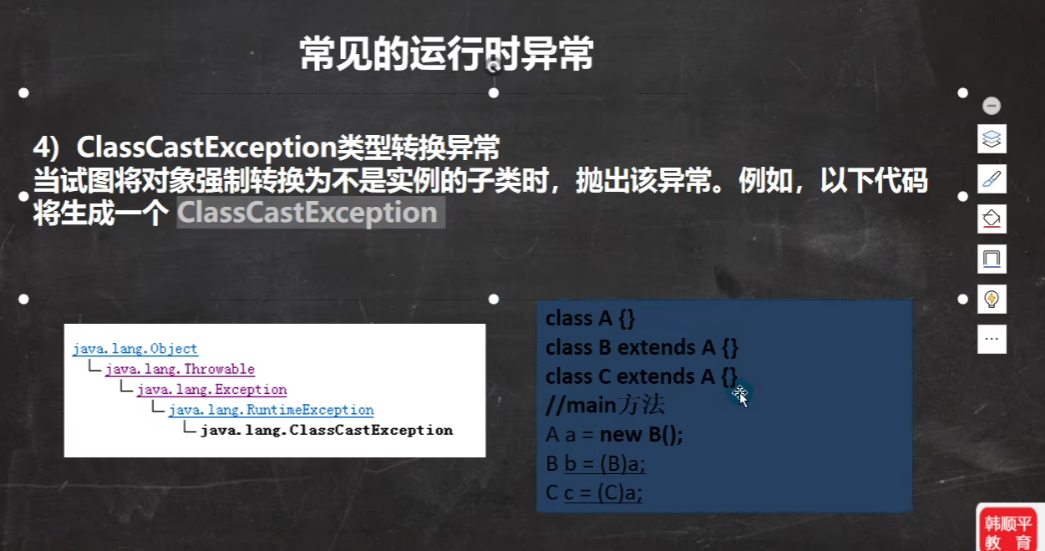 常见的运行时异常
4)  ClassCastException类型转换异常
当试图将对象强制转换为不是实例的子类时，抛出该异常。例如，以下代码
将生成一个 ClassCastException
java.lang.Object
java.lang.Throwable
java.lang.Exception
java.lang.RuntimeException
java.lang.ClassCastException
class A {}
class B extends A {}
class C extends A {}
//main方法
A a = new B();
B b = (B)a;
C c = (C)a;
韩顺平
教 育